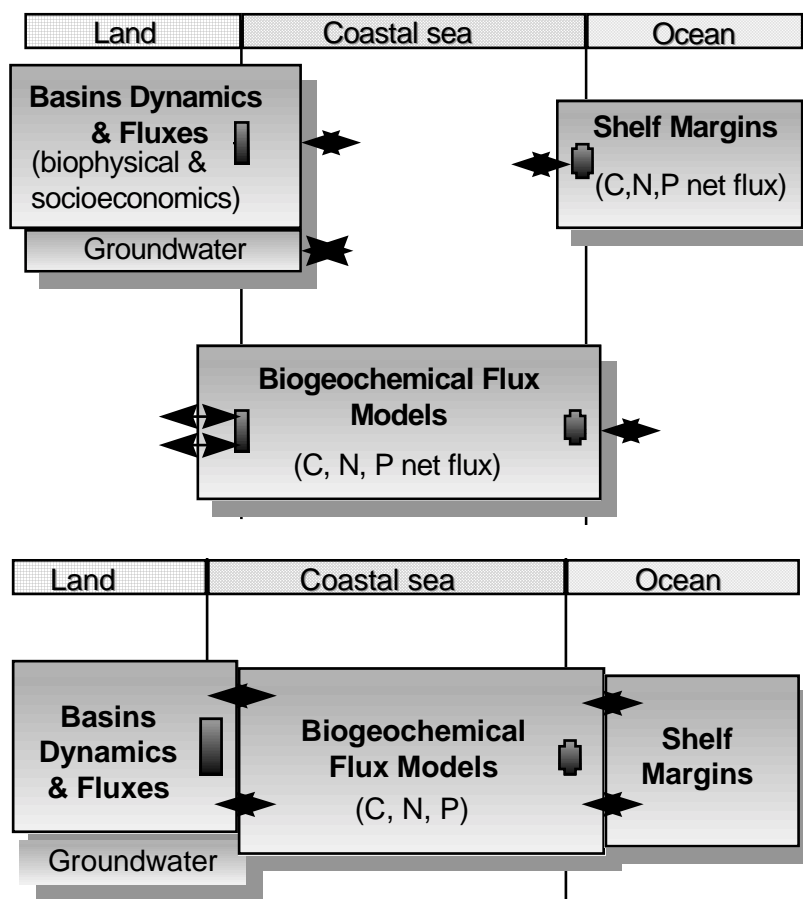 Land
Coastal sea
Ocean
Basins Dynamics
& Fluxes
(biophysical &
socioeconomics)
Groundwater
Shelf Margins
(C,N,P net flux)
Biogeochemical Flux
Models
(C, N, P net flux)
Land
Coastal sea
Ocean
Basins
Dynamics
& Fluxes
Groundwater
Biogeochemical
Flux Models
(C, N, P)
Shelf
Margins